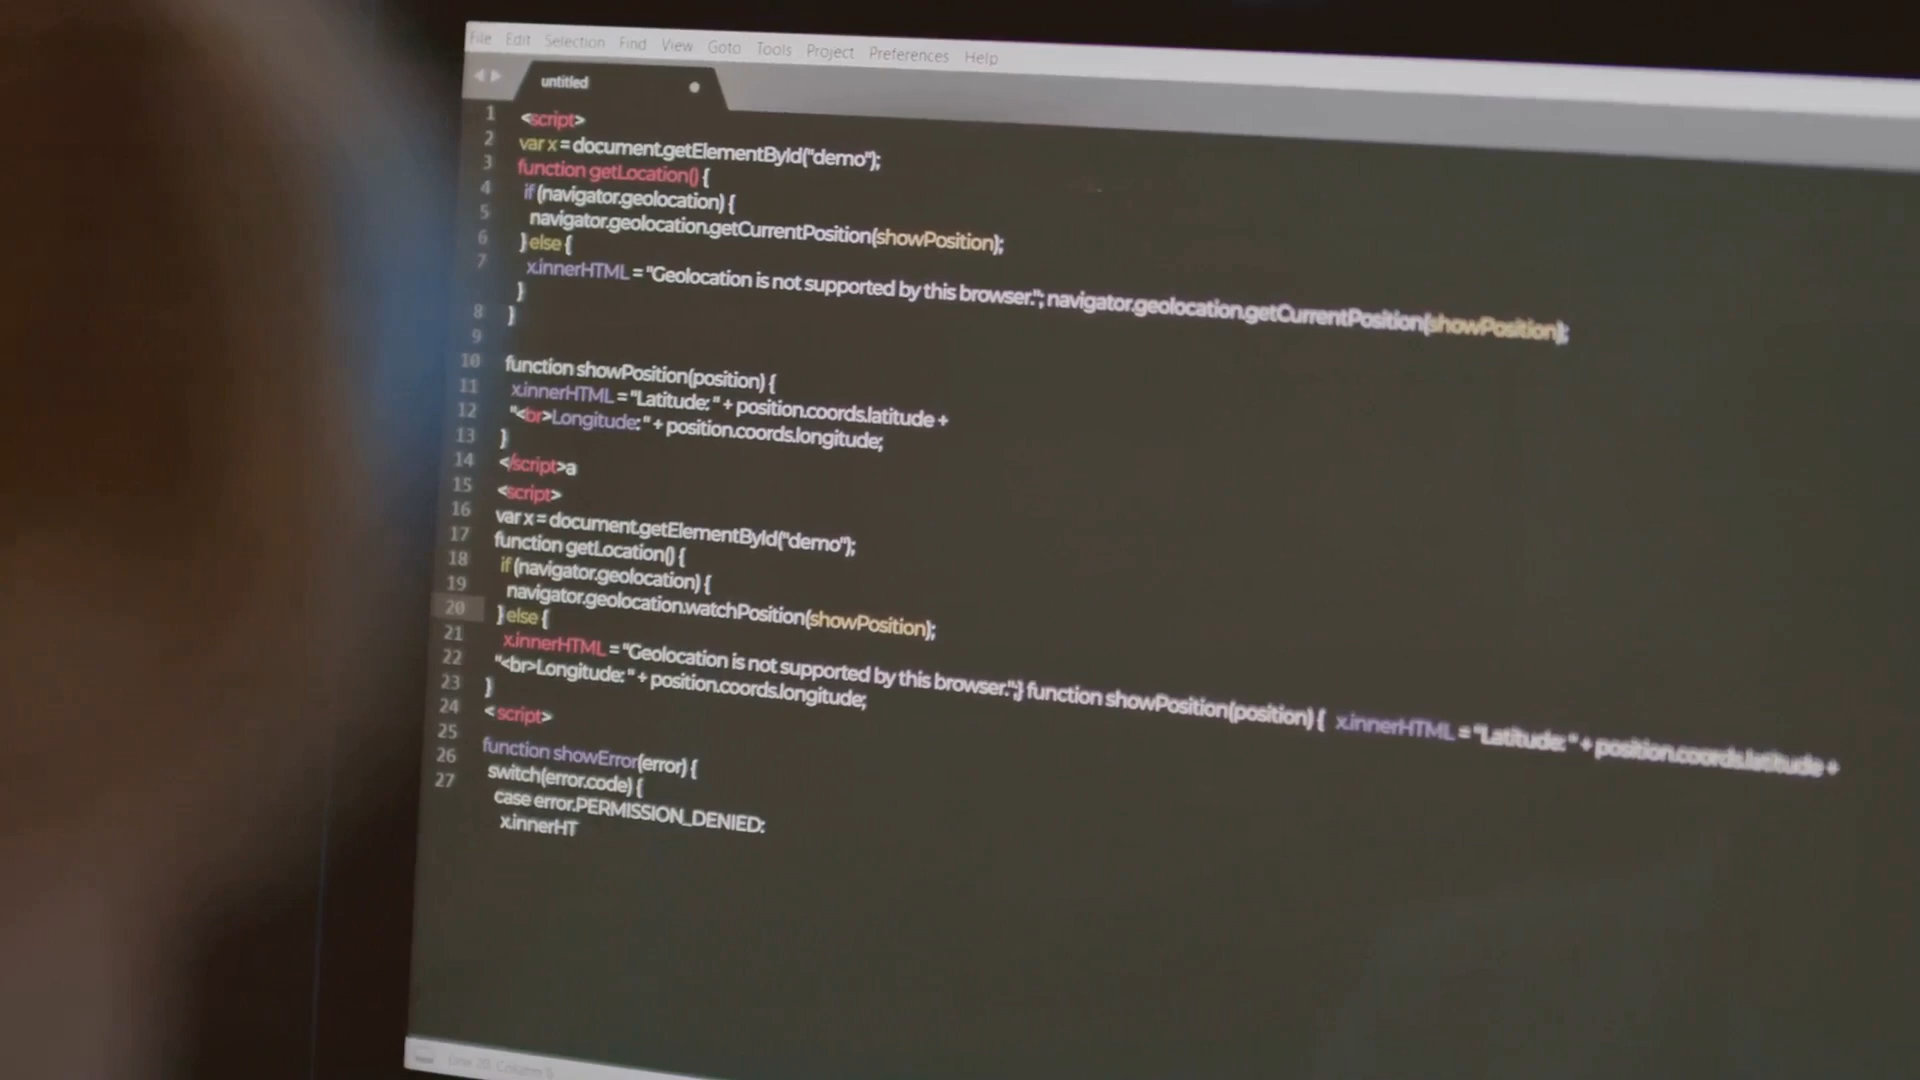 File Edit Selection Find View Goto Tools Project Preferences Help
untitled
1 <script>
2 var x = document.getElementById("demo");
3 function getLocation() {
4 if (navigator.geolocation) {
5 navigator.geolocation.getCurrentPosition(showPosition);
6 } else {
7 x.innerHTML = "Geolocation is not supported by this browser."; navigator.geolocation.getCurrentPosition(showPosition);
}
8 }
9
10 function showPosition(position) {
11 x.innerHTML = "Latitude: " + position.coords.latitude +
12 "<br>Longitude: " + position.coords.longitude;
13 }
14 </script>a
15 <script>
16 var x = document.getElementById("demo");
17 function getLocation() {
18 if (navigator.geolocation) {
19 navigator.geolocation.watchPosition(showPosition);
20 } else {
21 x.innerHTML = "Geolocation is not supported by this browser.";} function showPosition(position) { x.innerHTML = "Latitude: " + position.coords.latitude +
22 "<br>Longitude: " + position.coords.longitude;
23 }
24 < script>
25 function showError(error) {
26 switch(error.code) {
27 case error.PERMISSION_DENIED:
x.innerHT